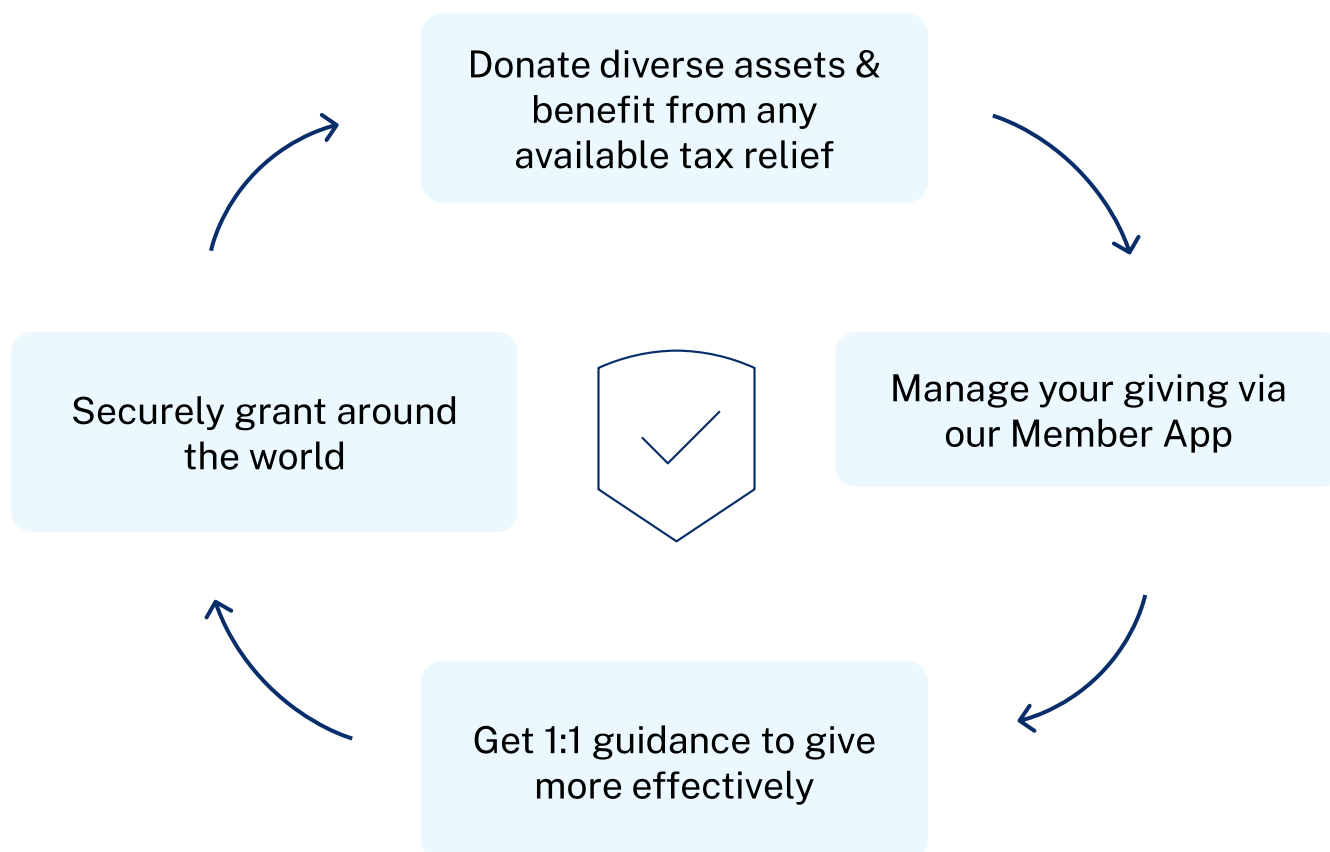 Donate diverse assets &
benefit from any
available tax relief
Securely grant around
the world
Manage your giving via
our Member App
Get 1:1 guidance to give
more effectively